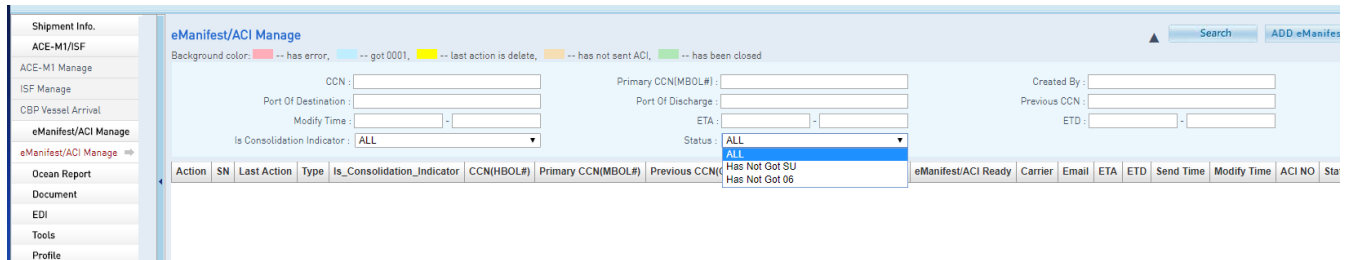 Shipment Info.
ACE-M1/ISF
ACE-M1 Manage
ISF Manage
CBP Vessel Arrival
eManifest/ACI Manage
eManifest/ACI Manage
Ocean Report
Document
EDI
Tools
Profile
eManifest/ACI Manage
Search
ADD eManifes
Background color: -- has error, -- got 0001, -- last action is delete, -- has not sent ACI, -- has been closed
CCN : Primary CCN(MBOL#) : Created By :
Port Of Destination : Port Of Discharge : Previous CCN :
Modify Time : - ETA : - ETD : -
Is Consolidation Indicator : ALL Status : ALL
ALL
Has Not Got SU
Has Not Got 06
Action SN Last Action Type Is_Consolidation_Indicator CCN(HBOL#) Primary CCN(MBOL#) Previous CCN( eManifest/ACI Ready Carrier Email ETA ETD Send Time Modify Time ACI NO Sta